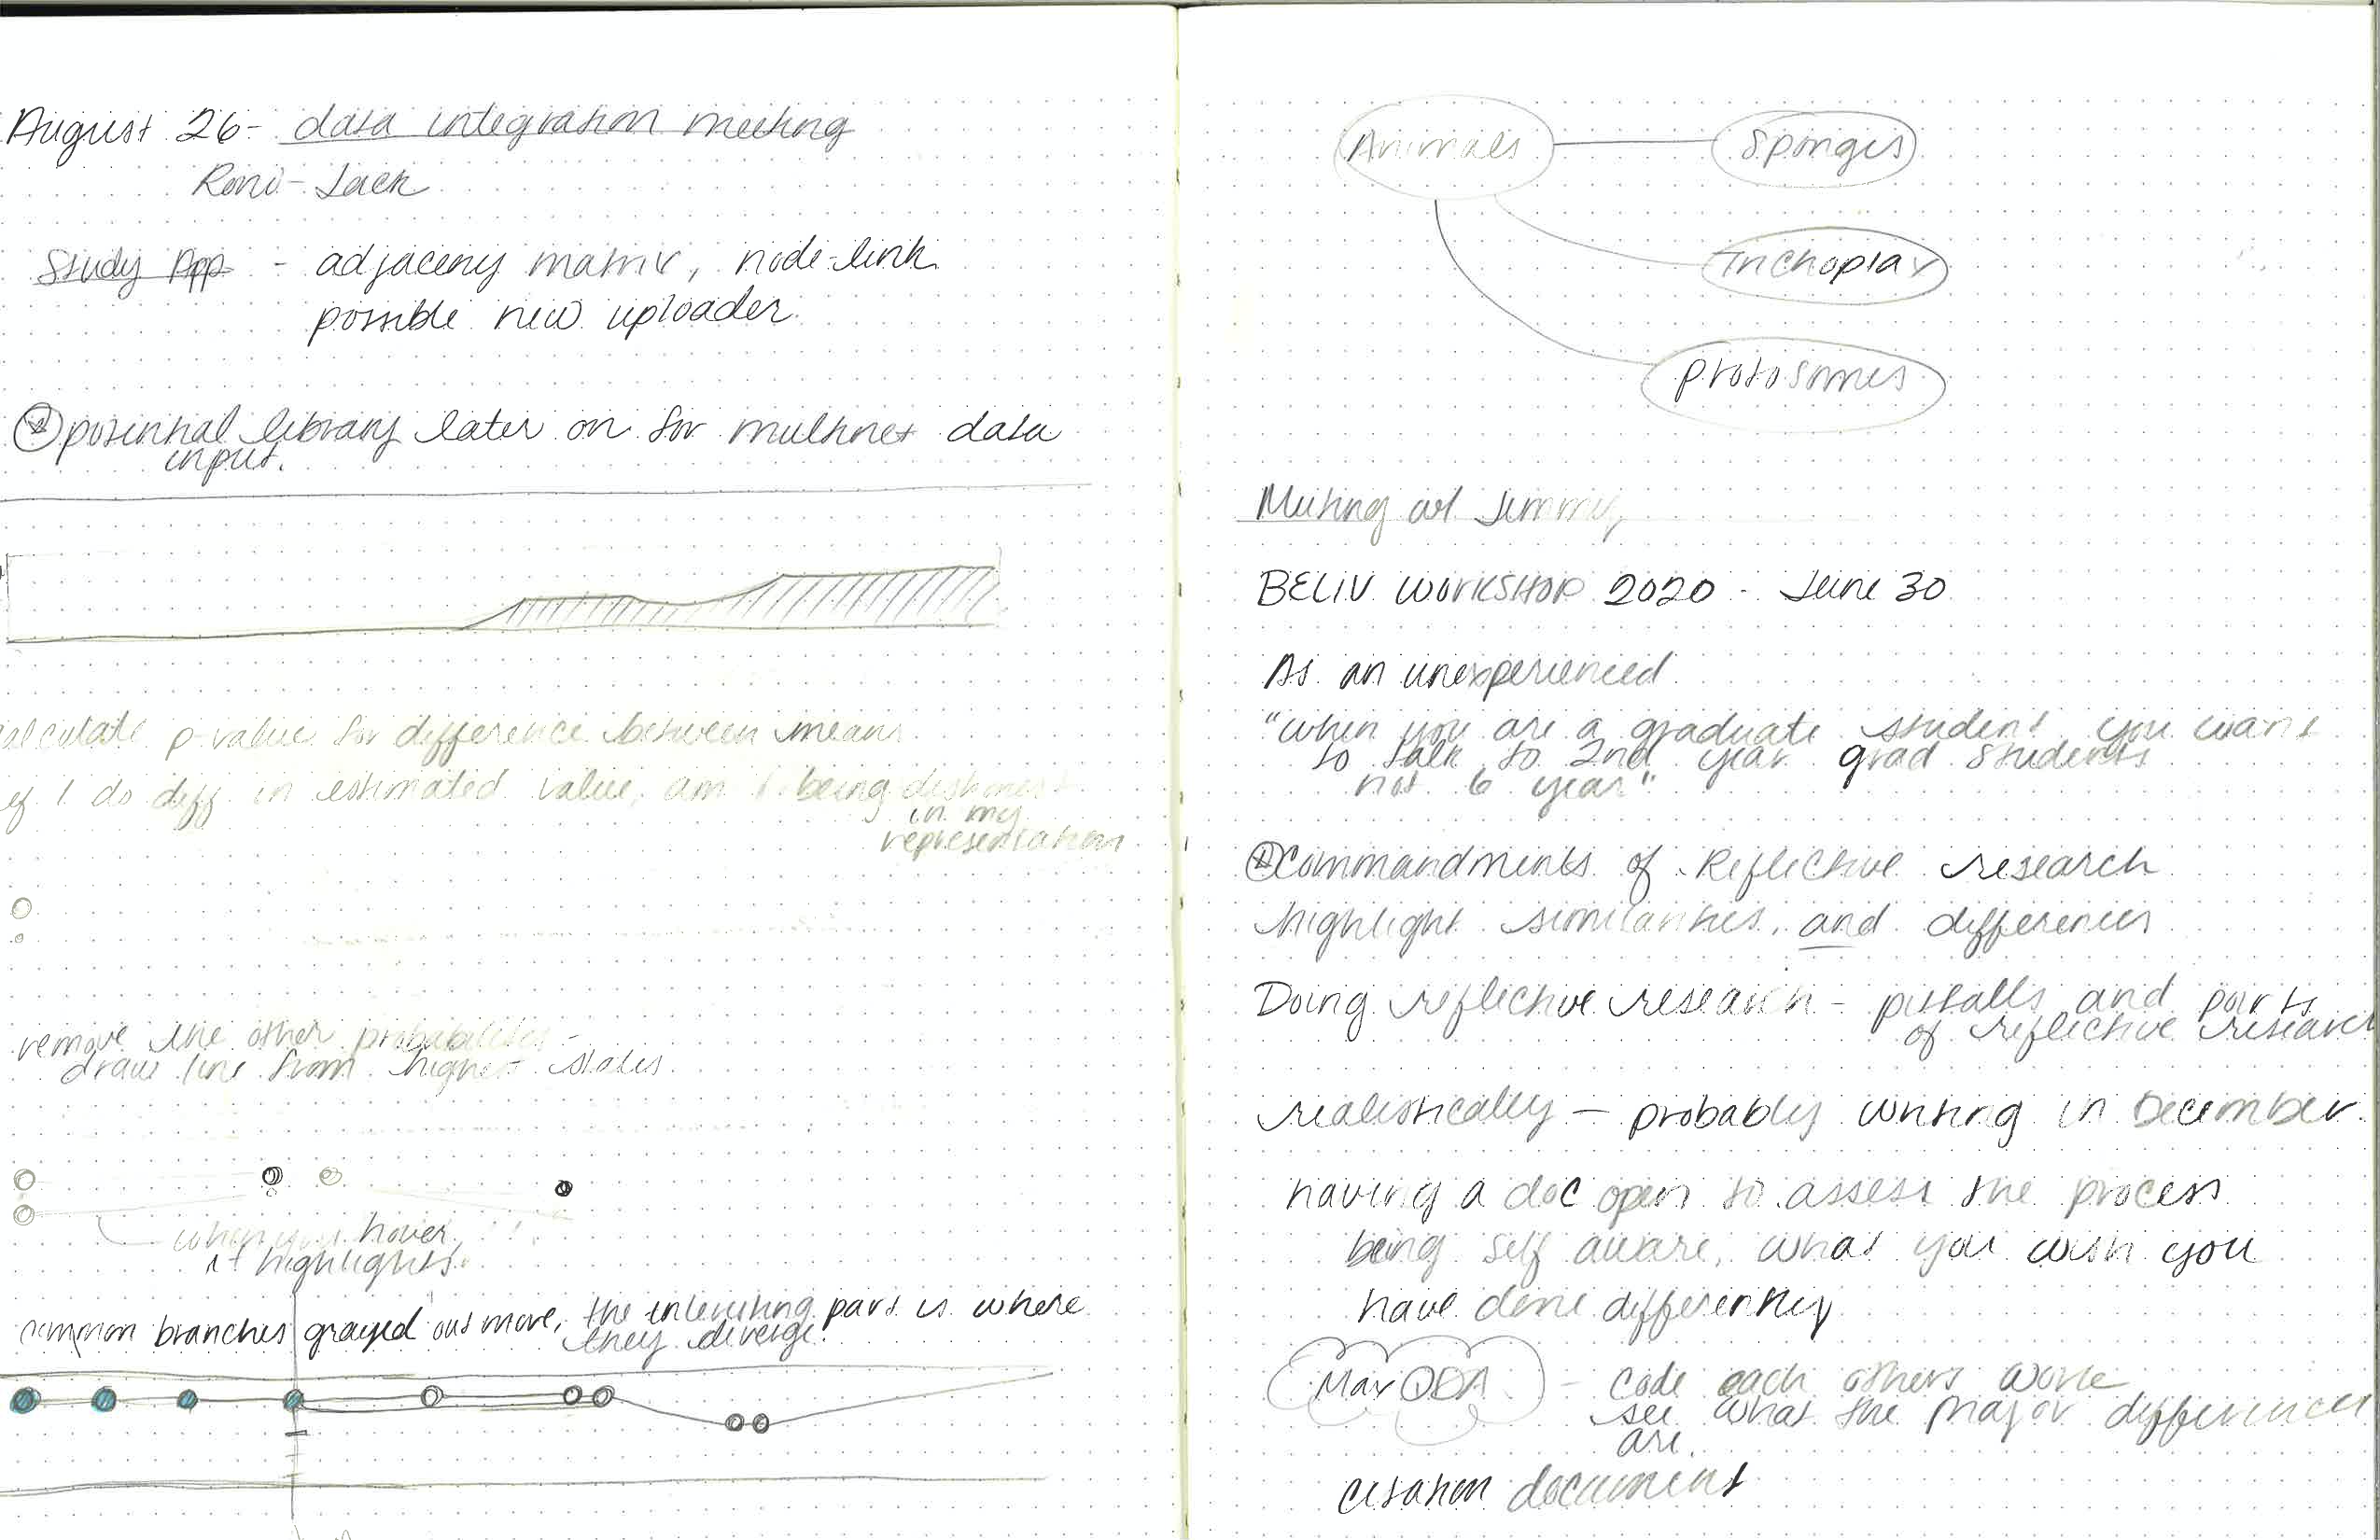 August 26- data integration meeting
Roni- Jack
Study App - adjaceny matrix, node-link
possible new uploader.
potential library later on for multinet data
input.
calculate p-value for difference between means
if I do diff in estimated value, am I being dishonest
in my
representation
remove the other probabilities -
draw line from highest states
when you hover
it highlights.
common branches grayed out more, the interesting part is where
they diverge.
Animals
Sponges
Trichoplax
protosomes
Meeting w/ Jimmy
BELIV WORKSHOP 2020 - June 30
As an unexperienced
"when you are a graduate student you want
to talk to 2nd year grad students
not 6 year"
Commandments of Reflective research
highlight similarities, and differences
Doing reflective research - pitfalls and
of reflective research
realistically - probably writing in December.
having a doc open to assess the process
being self aware, what you wish you
have done differently
MaxQDA - code each others work
see what the major differences
are.
citation document